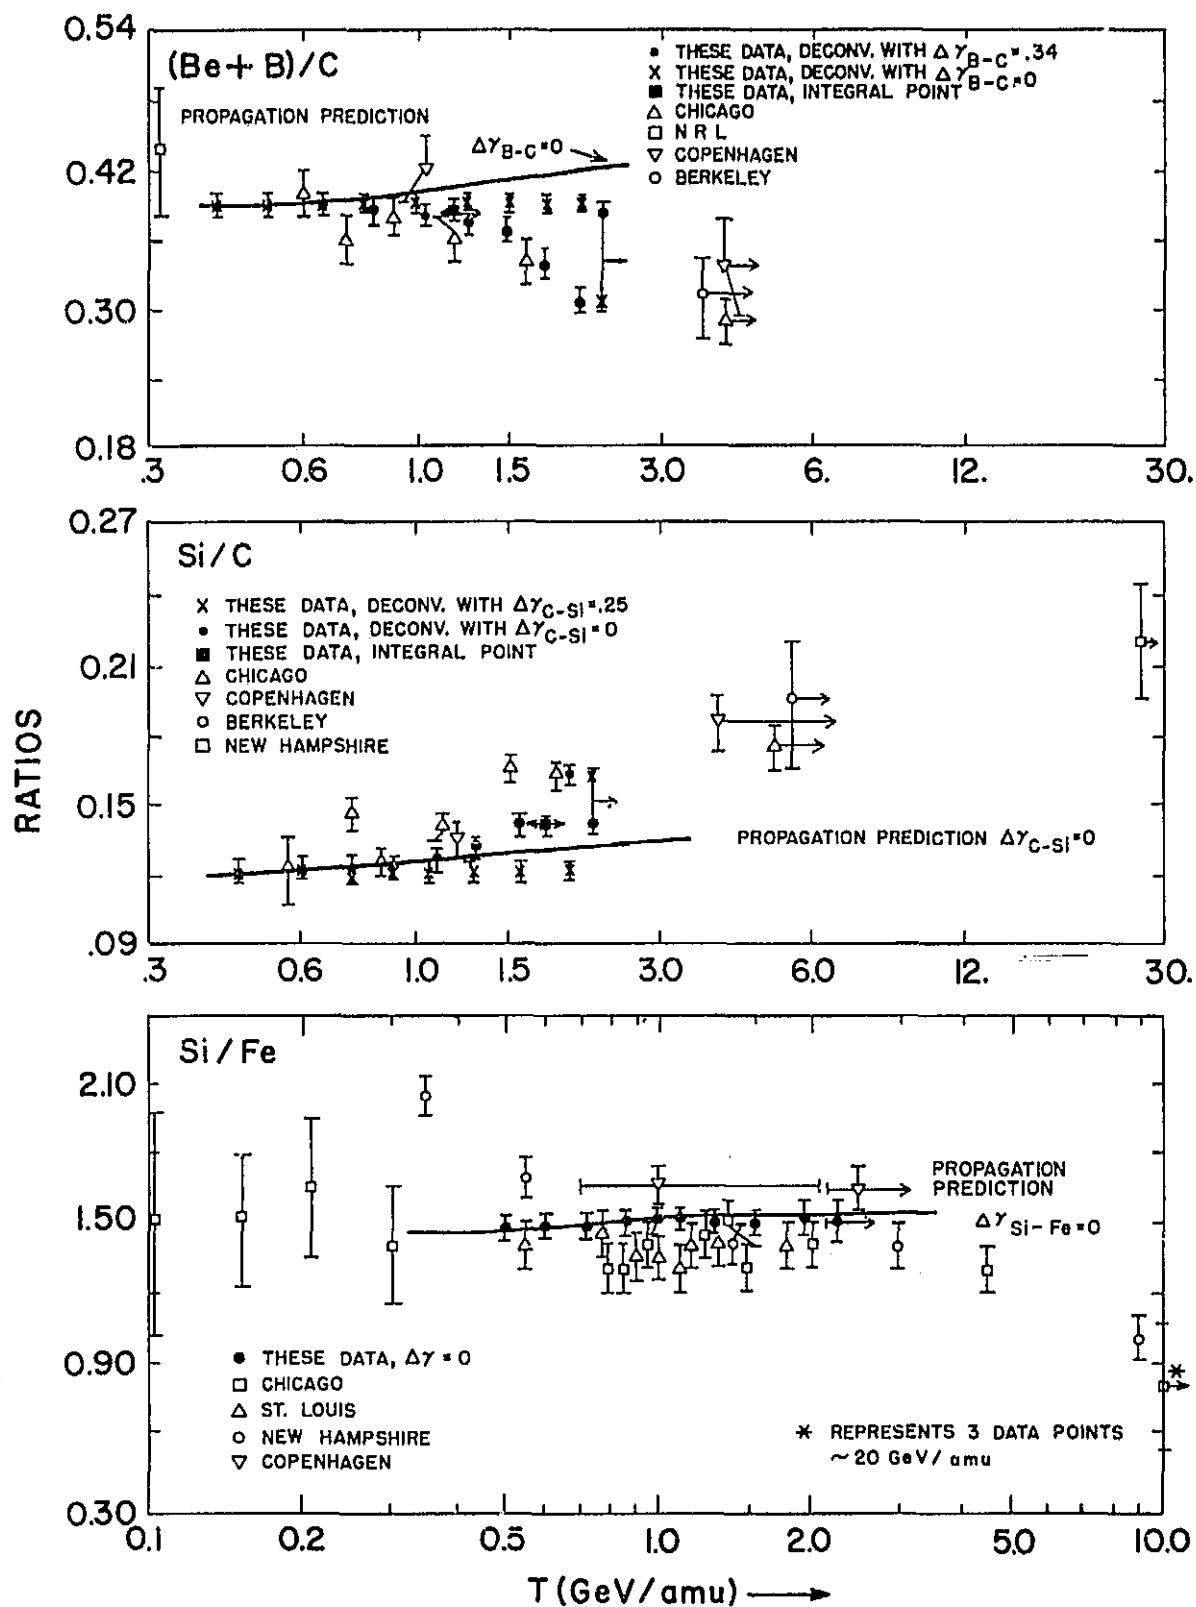 0.54
(Be+B)/C
• THESE DATA, DECONV. WITH Δγ B-C = .34
x THESE DATA, DECONV. WITH Δγ B-C = 0
■ THESE DATA, INTEGRAL POINT
△ CHICAGO
□ NRL
▽ COPENHAGEN
○ BERKELEY
PROPAGATION PREDICTION
Δγ B-C = 0
0.42
0.30
0.18
.3 0.6 1.0 1.5 3.0 6. 12. 30.
0.27
Si/C
x THESE DATA, DECONV. WITH Δγ C-Si = .25
• THESE DATA, DECONV. WITH Δγ C-Si = 0
■ THESE DATA, INTEGRAL POINT
△ CHICAGO
▽ COPENHAGEN
○ BERKELEY
□ NEW HAMPSHIRE
0.21
RATIOS
0.15
PROPAGATION PREDICTION Δγ C-Si = 0
.09
.3 0.6 1.0 1.5 3.0 6.0 12. 30.
Si/Fe
2.10
PROPAGATION
PREDICTION
Δγ Si-Fe = 0
1.50
0.90
• THESE DATA, Δγ = 0
□ CHICAGO
△ ST. LOUIS
○ NEW HAMPSHIRE
▽ COPENHAGEN
*
* REPRESENTS 3 DATA POINTS
~20 GeV/amu
0.30
0.1 0.2 0.5 1.0 2.0 5.0 10.0
T (GeV/amu) →